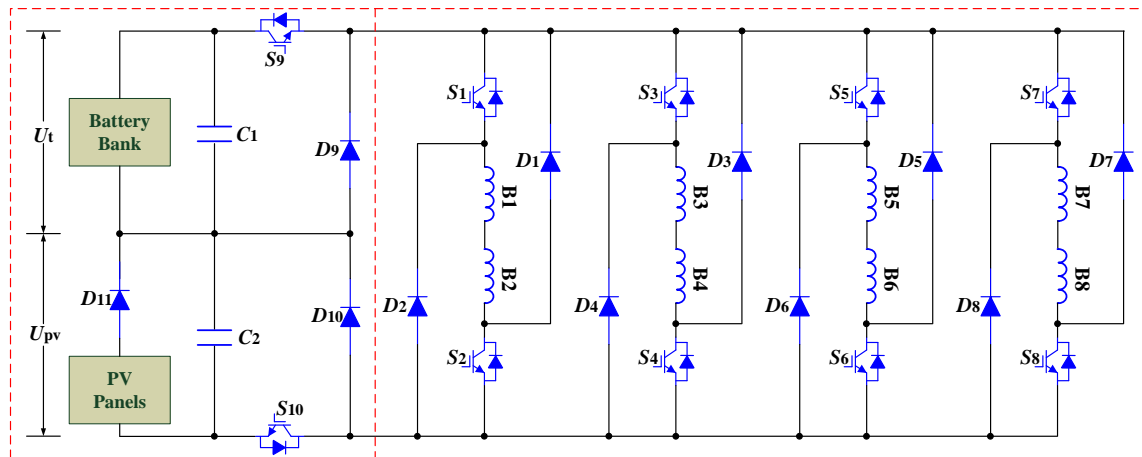 S9
S1
S3
S5
S7
Battery
Bank
Ut
C1
D9
D1
D3
D5
D7
B1
B3
B5
B7
B2
B4
B6
B8
D11
D2
D4
D6
D8
D10
Upv
C2
S2
S4
S6
S8
PV
Panels
S10